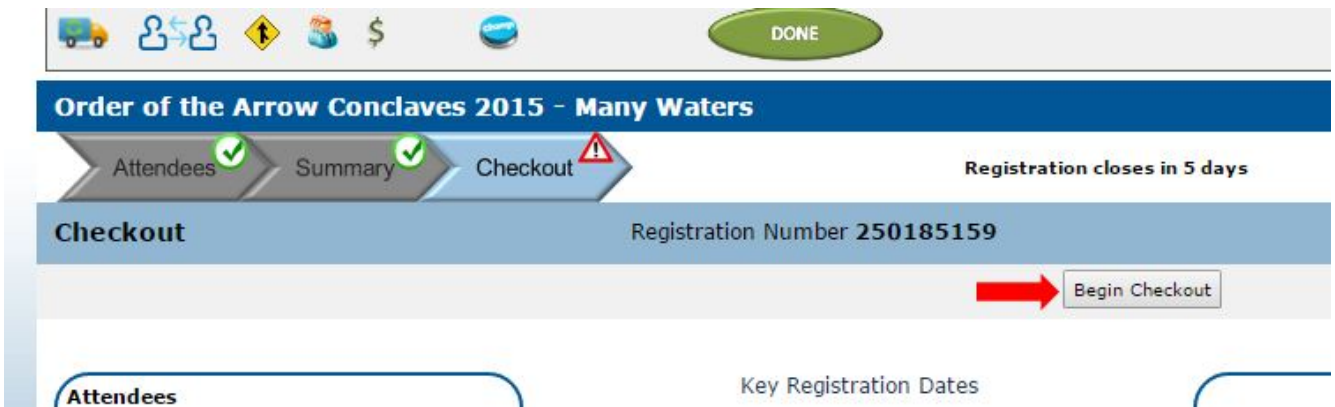 $
DONE
Order of the Arrow Conclaves 2015 - Many Waters
Attendees Summary Checkout
Registration closes in 5 days
Checkout Registration Number 250185159
Begin Checkout
Attendees
Key Registration Dates